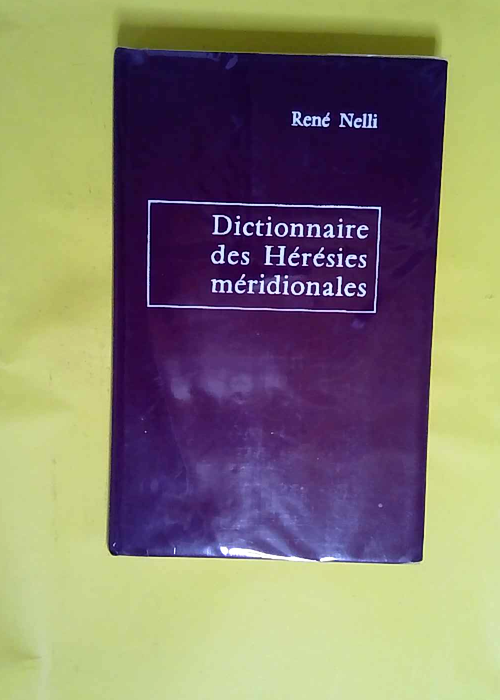 René Nelli
Dictionnaire
des Hérésies
méridionales